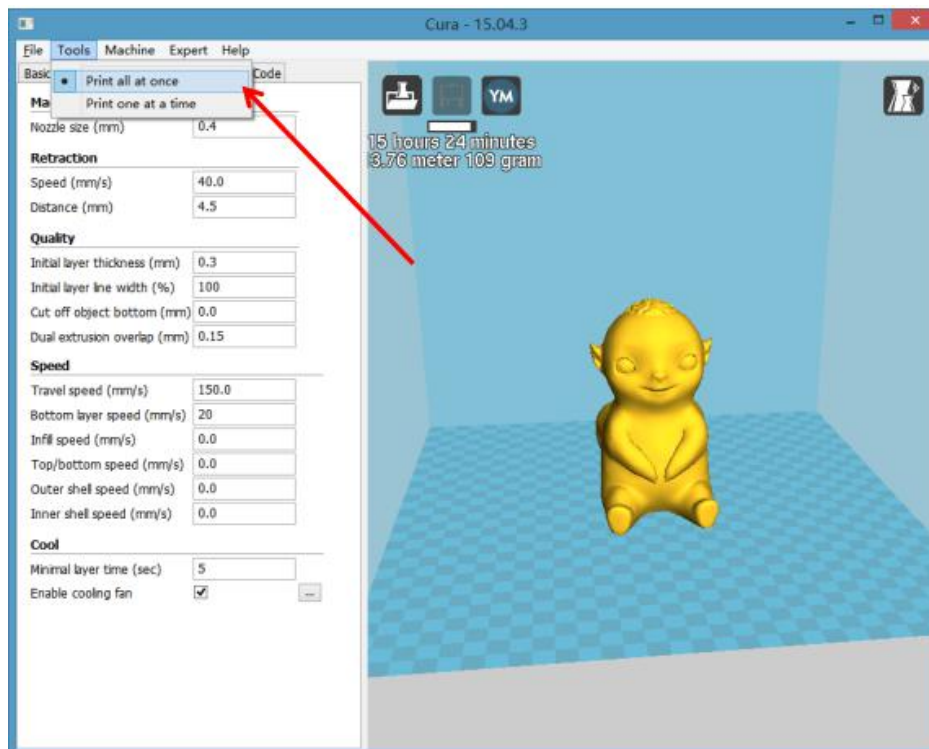 Cura - 15.04.3
File Tools Machine Expert Help
Basic Code
Print all at once
Print one at a time
Ma
Nozzle size (mm) 0.4
Retraction
Speed (mm/s) 40.0
Distance (mm) 4.5
Quality
Initial layer thickness (mm) 0.3
Initial layer line width (%) 100
Cut off object bottom (mm) 0.0
Dual extrusion overlap (mm) 0.15
Speed
Travel speed (mm/s) 150.0
Bottom layer speed (mm/s) 20
Infill speed (mm/s) 0.0
Top/bottom speed (mm/s) 0.0
Outer shell speed (mm/s) 0.0
Inner shell speed (mm/s) 0.0
Cool
Minimal layer time (sec) 5
Enable cooling fan ...
YM
15 hours 24 minutes
3.76 meter 109 gram